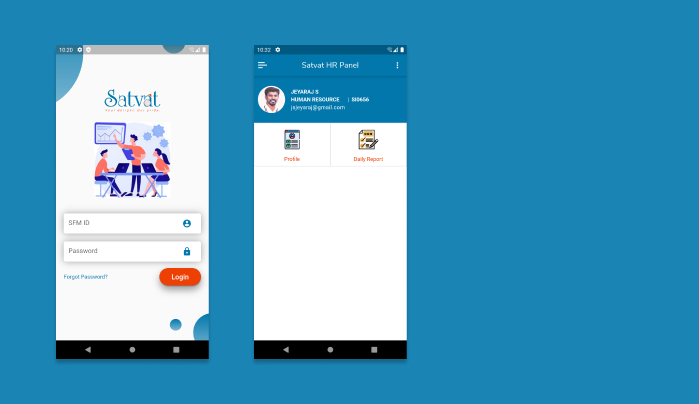 10:20
Satvat
SFM ID
Password
Forgot Password?
Login
10:32
Satvat HR Panel
JEYARAJ S
HUMAN RESOURCE | SI0656
jsjeyaraj@gmail.com
Profile
Daily Report